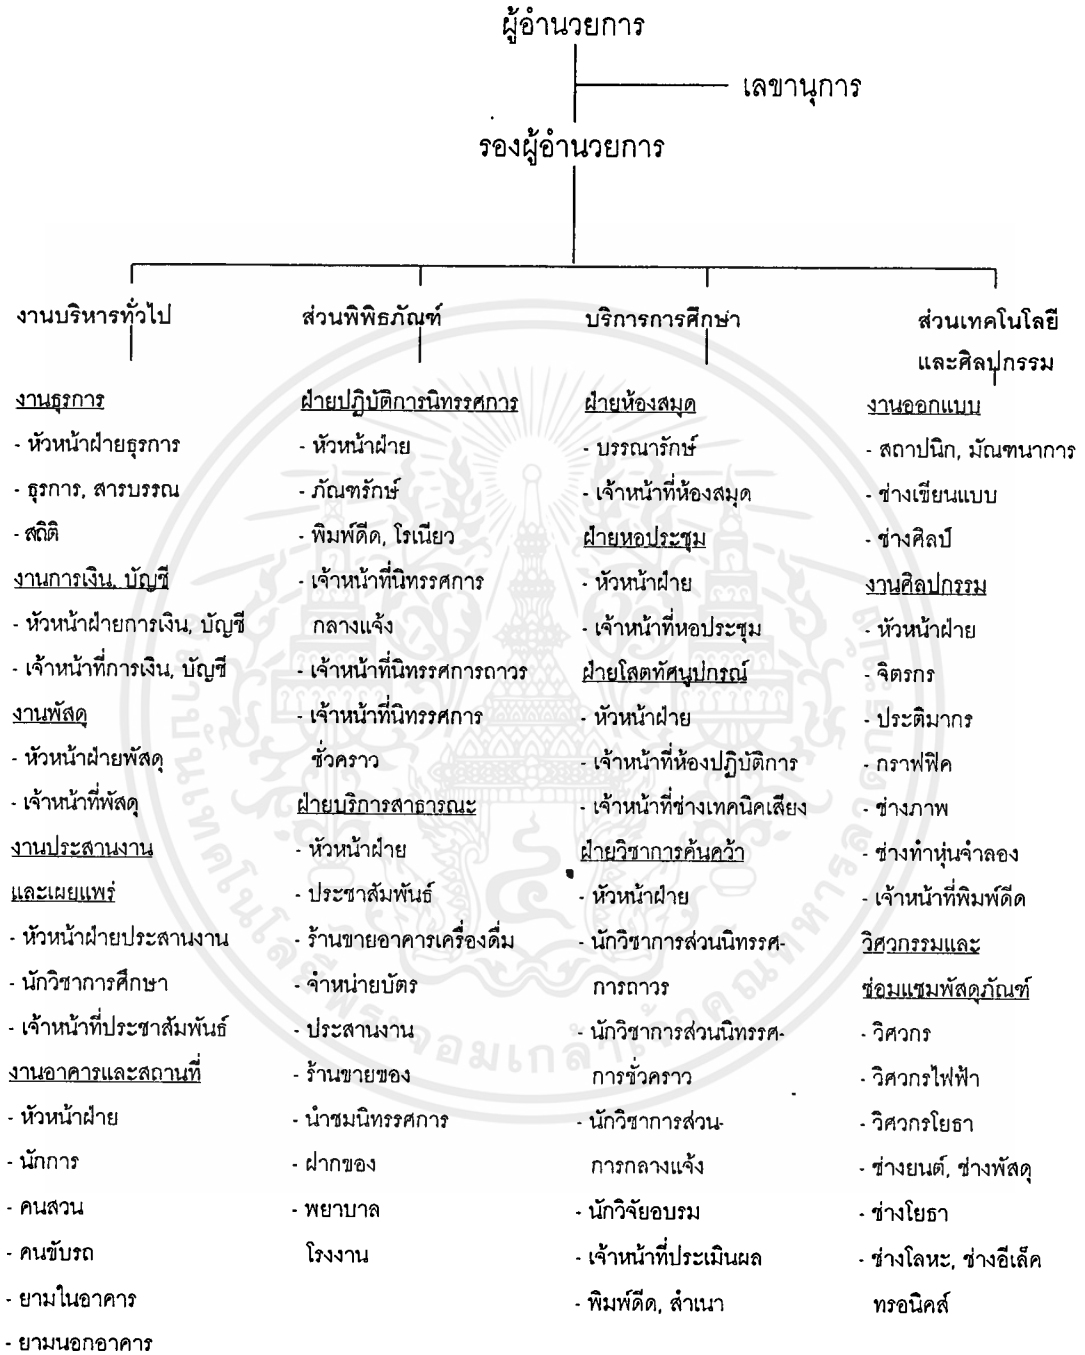 ผู้อำนวยการ
เลขานุการ
รองผู้อำนวยการ
งานบริหารทั่วไป
งานธุรการ
- หัวหน้าฝ่ายธุรการ
- ธุรการ, สารบรรณ
- สถิติ
งานการเงิน, บัญชี
- หัวหน้าฝ่ายการเงิน, บัญชี
- เจ้าหน้าที่การเงิน, บัญชี
งานพัสดุ
- หัวหน้าฝ่ายพัสดุ
- เจ้าหน้าที่พัสดุ
งานประสานงาน
และเผยแพร่
- หัวหน้าฝ่ายประสานงาน
- นักวิชาการศึกษา
- เจ้าหน้าที่ประชาสัมพันธ์
งานอาคารและสถานที่
- หัวหน้าฝ่าย
- นักการ
- คนสวน
- คนขับรถ
- ยามในอาคาร
- ยามนอกอาคาร
ส่วนพิพิธภัณฑ์
ฝ่ายปฏิบัติการนิทรรศการ
- หัวหน้าฝ่าย
- ภัณฑรักษ์
- พิมพ์ดีด, โรเนียว
- เจ้าหน้าที่นิทรรศการ
กลางแจ้ง
- เจ้าหน้าที่นิทรรศการถาวร
- เจ้าหน้าที่นิทรรศการ
ชั่วคราว
ฝ่ายบริการสาธารณะ
- หัวหน้าฝ่าย
- ประชาสัมพันธ์
- ร้านขายอาคารเครื่องดื่ม
- จำหน่ายบัตร
- ประสานงาน
- ร้านขายของ
- นำชมนิทรรศการ
- ฝากของ
- พยาบาล
โรงงาน
บริการการศึกษา
ฝ่ายห้องสมุด
- บรรณารักษ์
- เจ้าหน้าที่ห้องสมุด
ฝ่ายหอประชุม
- หัวหน้าฝ่าย
- เจ้าหน้าที่หอประชุม
ฝ่ายโสตทัศนูปกรณ์
- หัวหน้าฝ่าย
- เจ้าหน้าที่ห้องปฏิบัติการ
- เจ้าหน้าที่ช่างเทคนิคเสียง
ฝ่ายวิชาการค้นคว้า
- หัวหน้าฝ่าย
- นักวิชาการส่วนนิทรรศ-
การถาวร
- นักวิชาการส่วนนิทรรศ-
การชั่วคราว
- นักวิชาการส่วน-
การกลางแจ้ง
- นักวิจัยอบรม
- เจ้าหน้าที่ประเมินผล
- พิมพ์ดีด, สำเนา
ส่วนเทคโนโลยี
และศิลปกรรม
งานออกแบบ
- สถาปนิก, มัณฑนาการ
- ช่างเขียนแบบ
- ช่างศิลป์
งานศิลปกรรม
- หัวหน้าฝ่าย
- จิตรกร
- ประติมากร
- กราฟฟิค
- ช่างภาพ
- ช่างทำหุ่นจำลอง
- เจ้าหน้าที่พิมพ์ดีด
วิศวกรรมและ
ซ่อมแซมพัสดุภัณฑ์
- วิศวกร
- วิศวกรไฟฟ้า
- วิศวกรโยธา
- ช่างยนต์, ช่างพัสดุ
- ช่างโยธา
- ช่างโลหะ, ช่างอีเล็ค
ทรอนิคส์
สถาบันเทคโนโลยีพระจอมเกล้าเจ้าคุณทหารลาดกระบัง